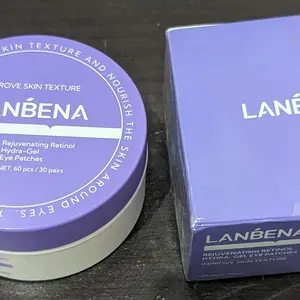 SKIN TEXTURE AND NOURISH THE SKIN AROUND EYES.
IMPROVE SKIN TEXTURE
LANBENA
Rejuvenating Retinol
Hydra-Gel
Eye Patches
NET: 60 pcs / 30 pairs
LANBENA
REJUVENATING RETINOL
HYDRA-GEL EYE PATCHES
IMPROVE SKIN TEXTURE